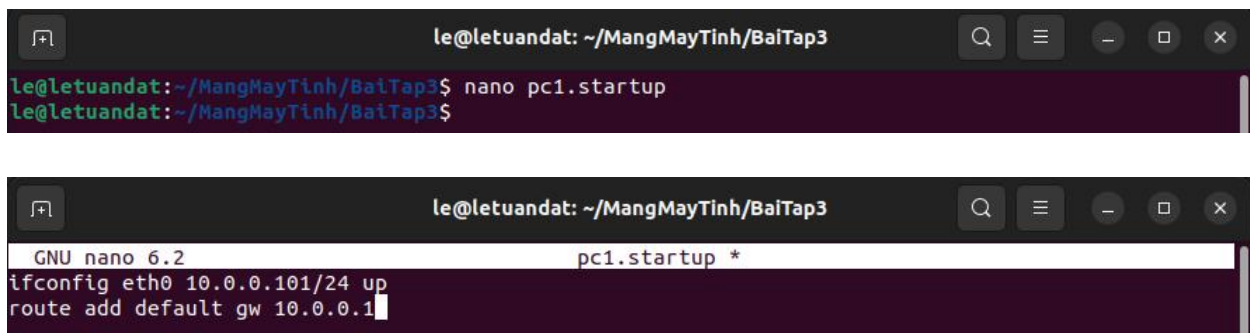 le@letuandat: ~/MangMayTinh/BaiTap3
le@letuandat:~/MangMayTinh/BaiTap3$ nano pc1.startup
le@letuandat:~/MangMayTinh/BaiTap3$
le@letuandat: ~/MangMayTinh/BaiTap3
GNU nano 6.2 pc1.startup *
ifconfig eth0 10.0.0.101/24 up
route add default gw 10.0.0.1